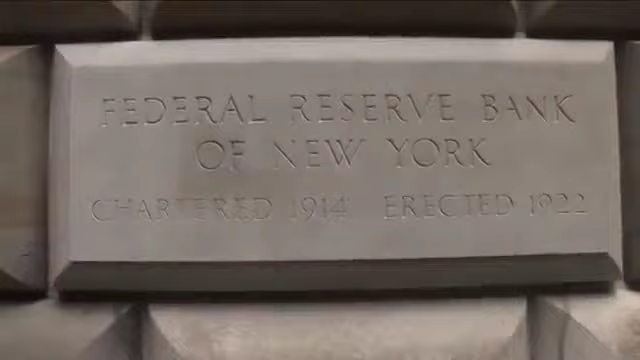 FEDERAL RESERVE BANK
OF NEW YORK
CHARTERED 1914 ERECTED 1922